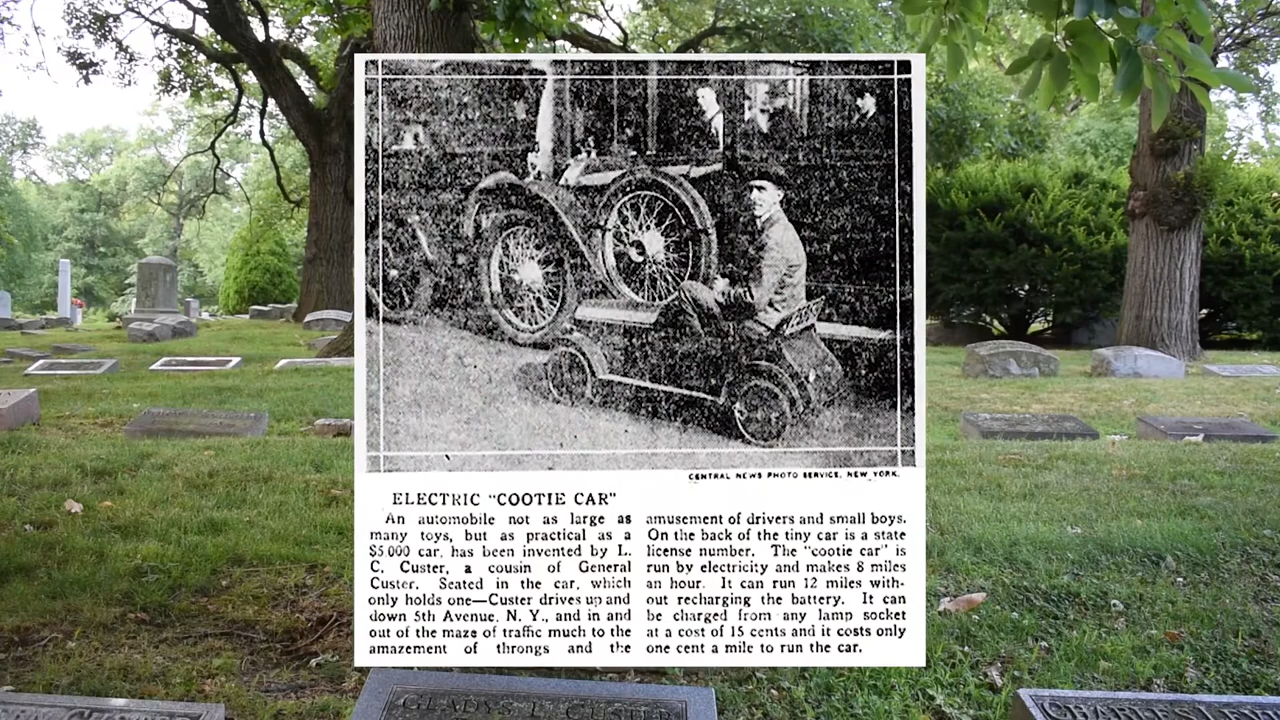 CENTRAL NEWS PHOTO SERVICE, NEW YORK.
ELECTRIC "COOTIE CAR"
An automobile not as large as
many toys, but as practical as a
$5 000 car, has been invented by L.
C. Custer, a cousin of General
Custer. Seated in the car, which
only holds one—Custer drives up and
down 5th Avenue, N. Y., and in and
out of the maze of traffic much to the
amazement of throngs and the
amusement of drivers and small boys.
On the back of the tiny car is a state
license number. The "cootie car" is
run by electricity and makes 8 miles
an hour. It can run 12 miles with-
out recharging the battery. It can
be charged from any lamp socket
at a cost of 15 cents and it costs only
one cent a mile to run the car.
GLADYS L. CUSTER